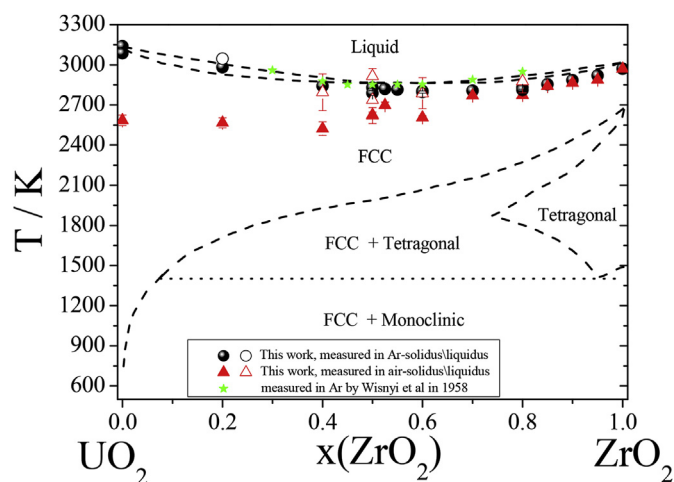 3300
3000
2700
2400
2100
1800
1500
1200
900
600
T / K
Liquid
FCC
Tetragonal
FCC + Tetragonal
FCC + Monoclinic
This work, measured in Ar-solidus\liquidus
This work, measured in air-solidus\liquidus
measured in Ar by Wisnyi et al in 1958
0.0 0.2 0.4 0.6 0.8 1.0
UO₂ x(ZrO₂) ZrO₂